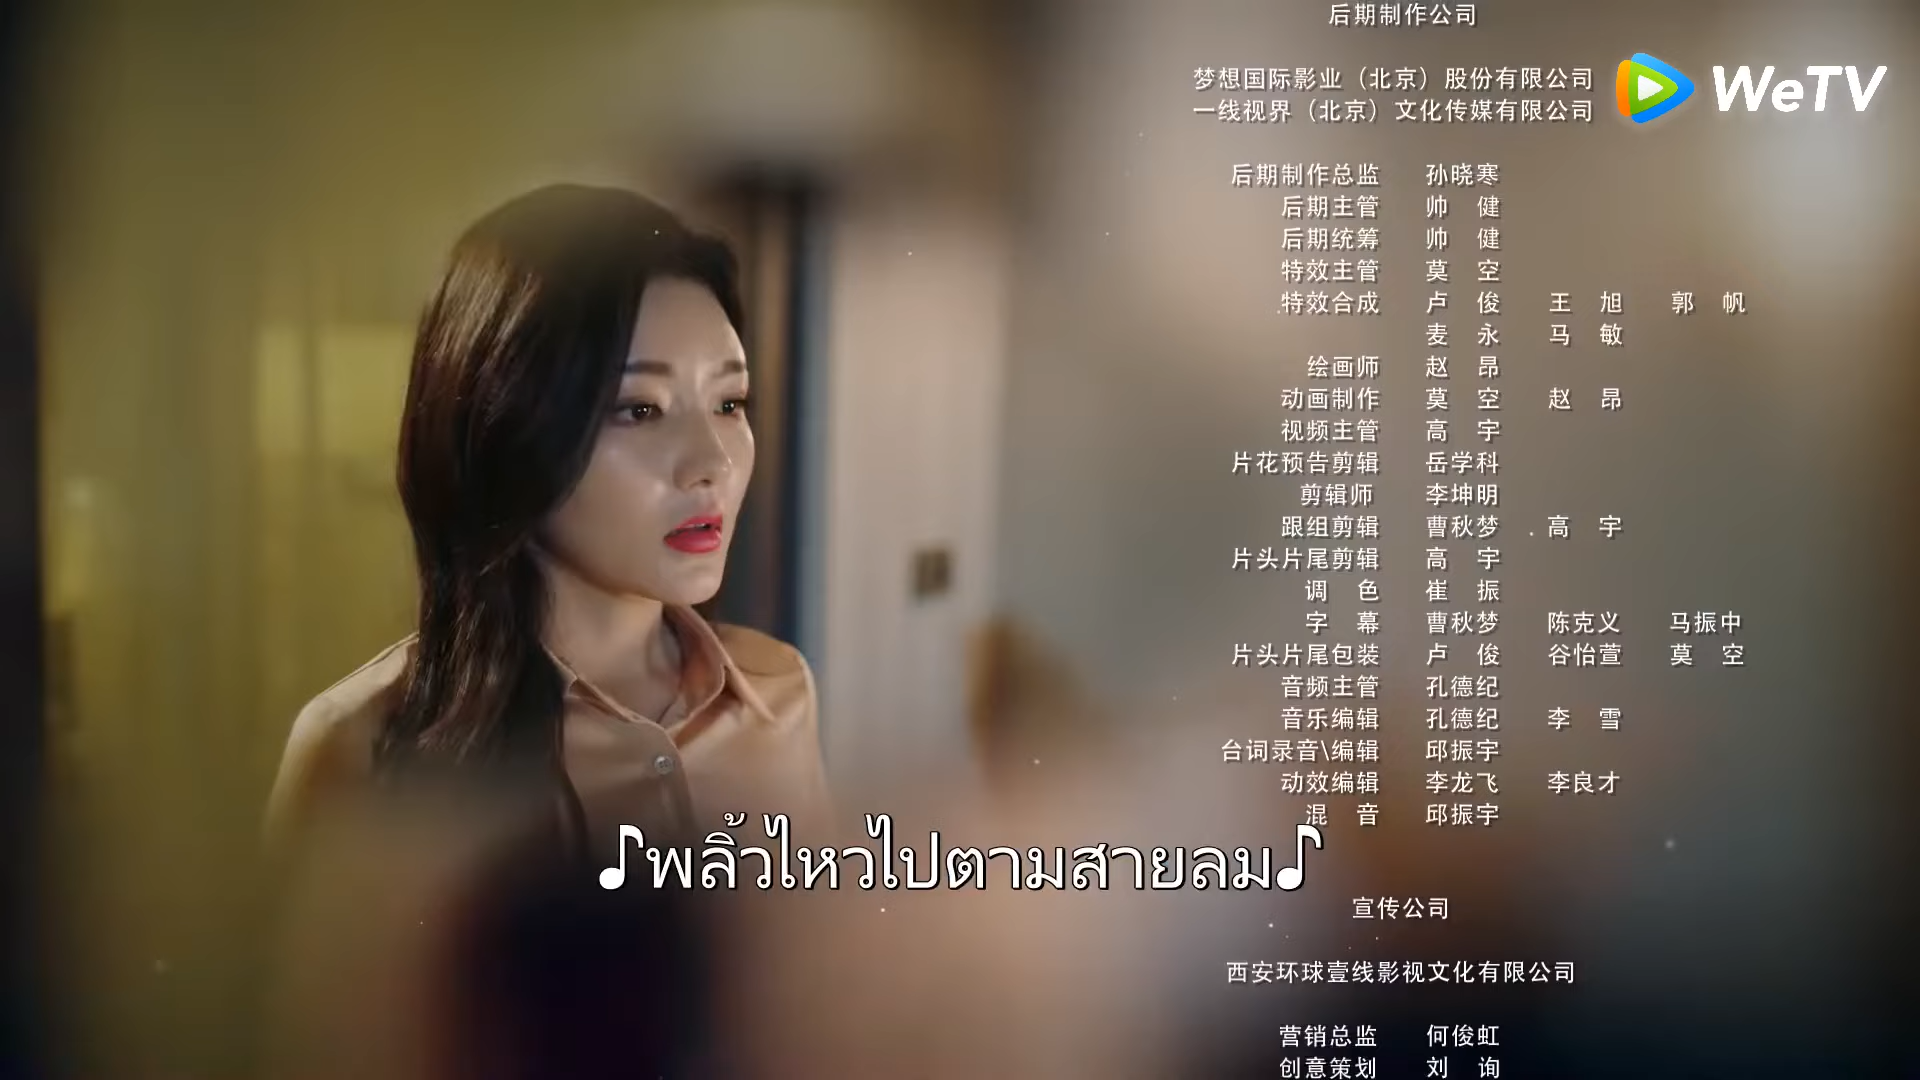 后期制作公司
梦想国际影业（北京）股份有限公司
一线视界（北京）文化传媒有限公司
WeTV
后期制作总监 孙晓寒
后期主管 帅 健
后期统筹 帅 健
特效主管 莫 空
特效合成 卢 俊 王 旭 郭 帆
麦 永 马 敏
绘画师 赵 昂
动画制作 莫 空 赵 昂
视频主管 高 宇
片花预告剪辑 岳学科
剪辑师 李坤明
跟组剪辑 曹秋梦 高 宇
片头片尾剪辑 高 宇
调 色 崔 振
字 幕 曹秋梦 陈克义 马振中
片头片尾包装 卢 俊 谷怡萱 莫 空
音频主管 孔德纪
音乐编辑 孔德纪 李 雪
台词录音\编辑 邱振宇
动效编辑 李龙飞 李良才
混 音 邱振宇
♪พลิ้วไหวไปตามสายลม♪
宣传公司
西安环球壹线影视文化有限公司
营销总监 何俊虹
创意策划 刘 询